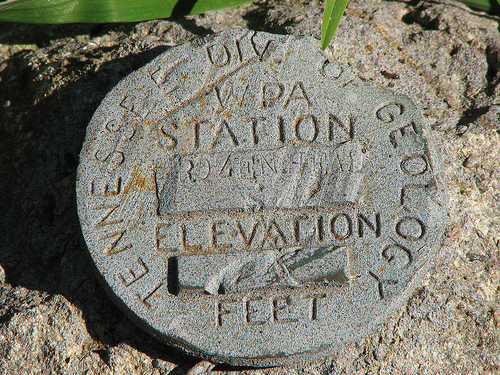 TENNESSEE DIV. OF GEOLOGY
WPA
STATION
ELEVATION
FEET